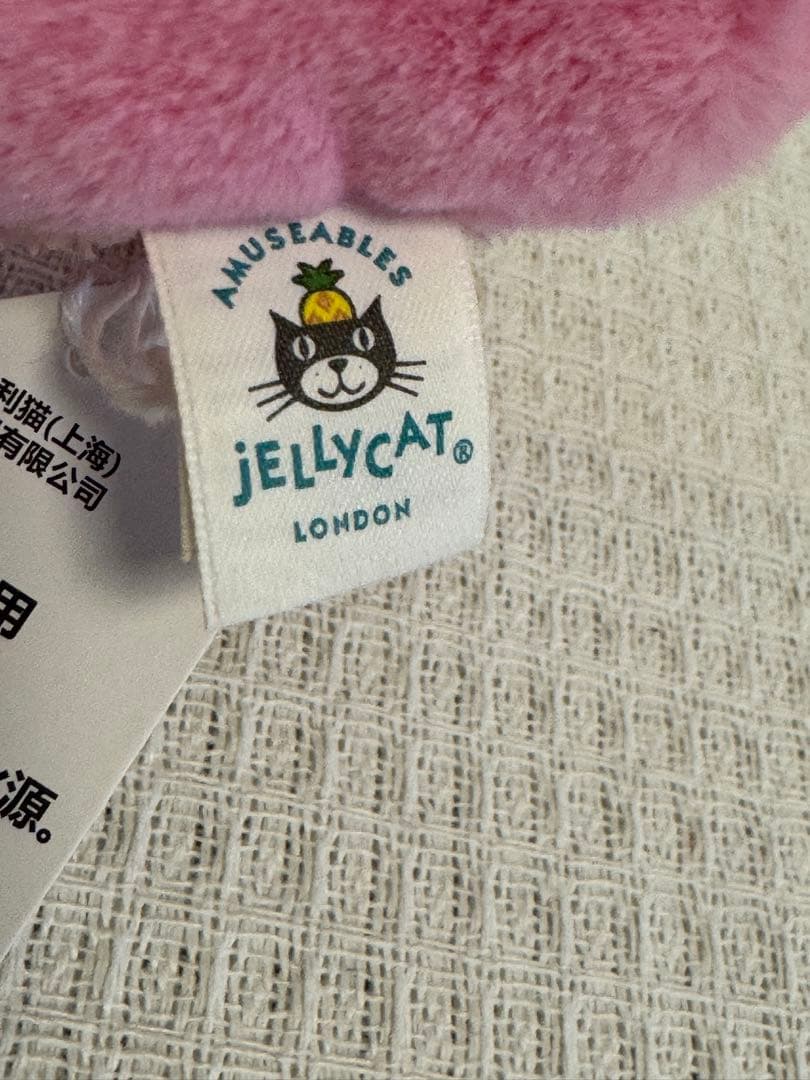 AMUSEABLES
jELLYCAT®
LONDON
利猫(上海)
有限公司
用
源。